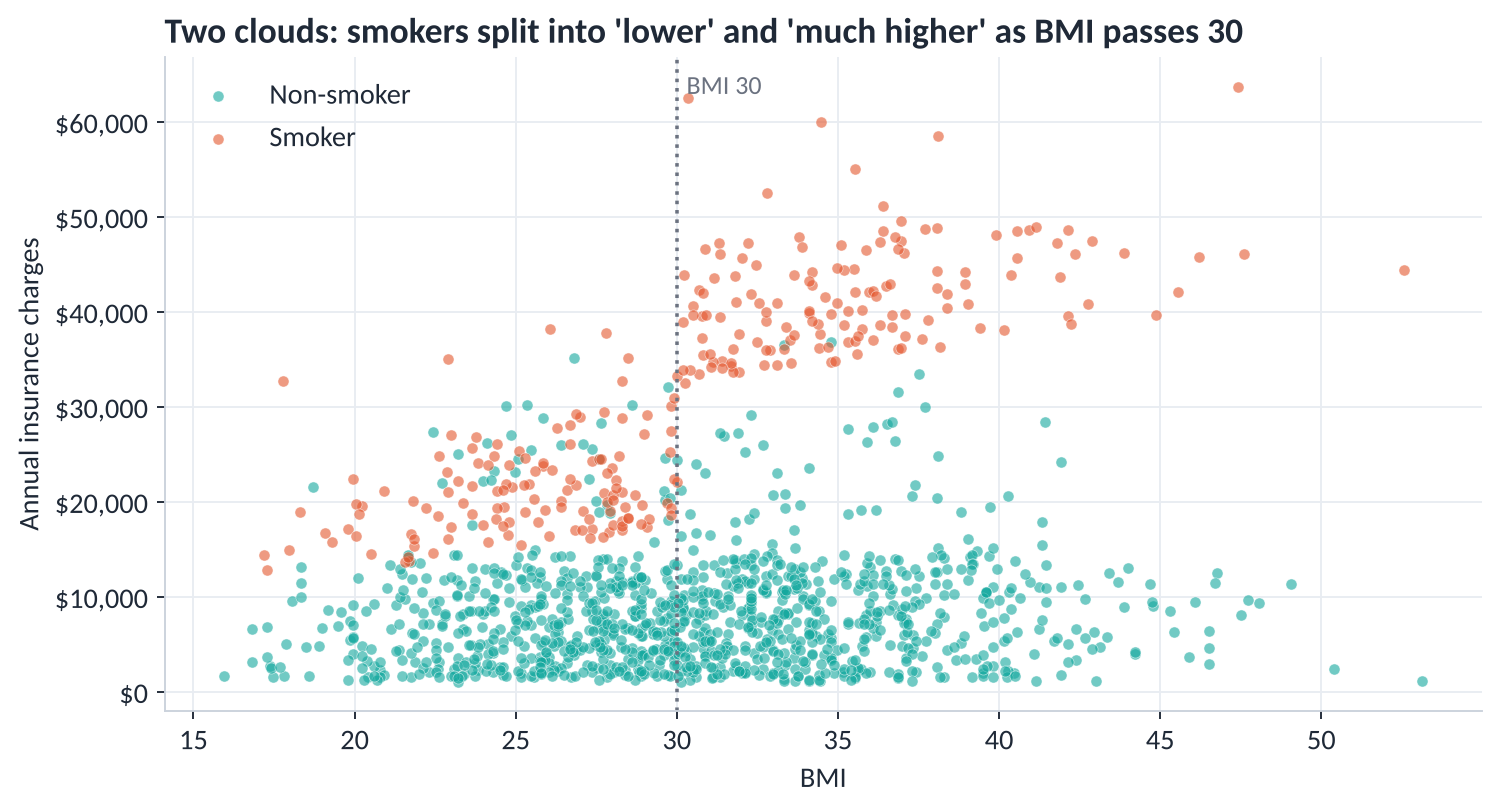 Two clouds: smokers split into 'lower' and 'much higher' as BMI passes 30
BMI 30
Non-smoker
Smoker
Annual insurance charges
$60,000
$50,000
$40,000
$30,000
$20,000
$10,000
$0
15 20 25 30 35 40 45 50
BMI